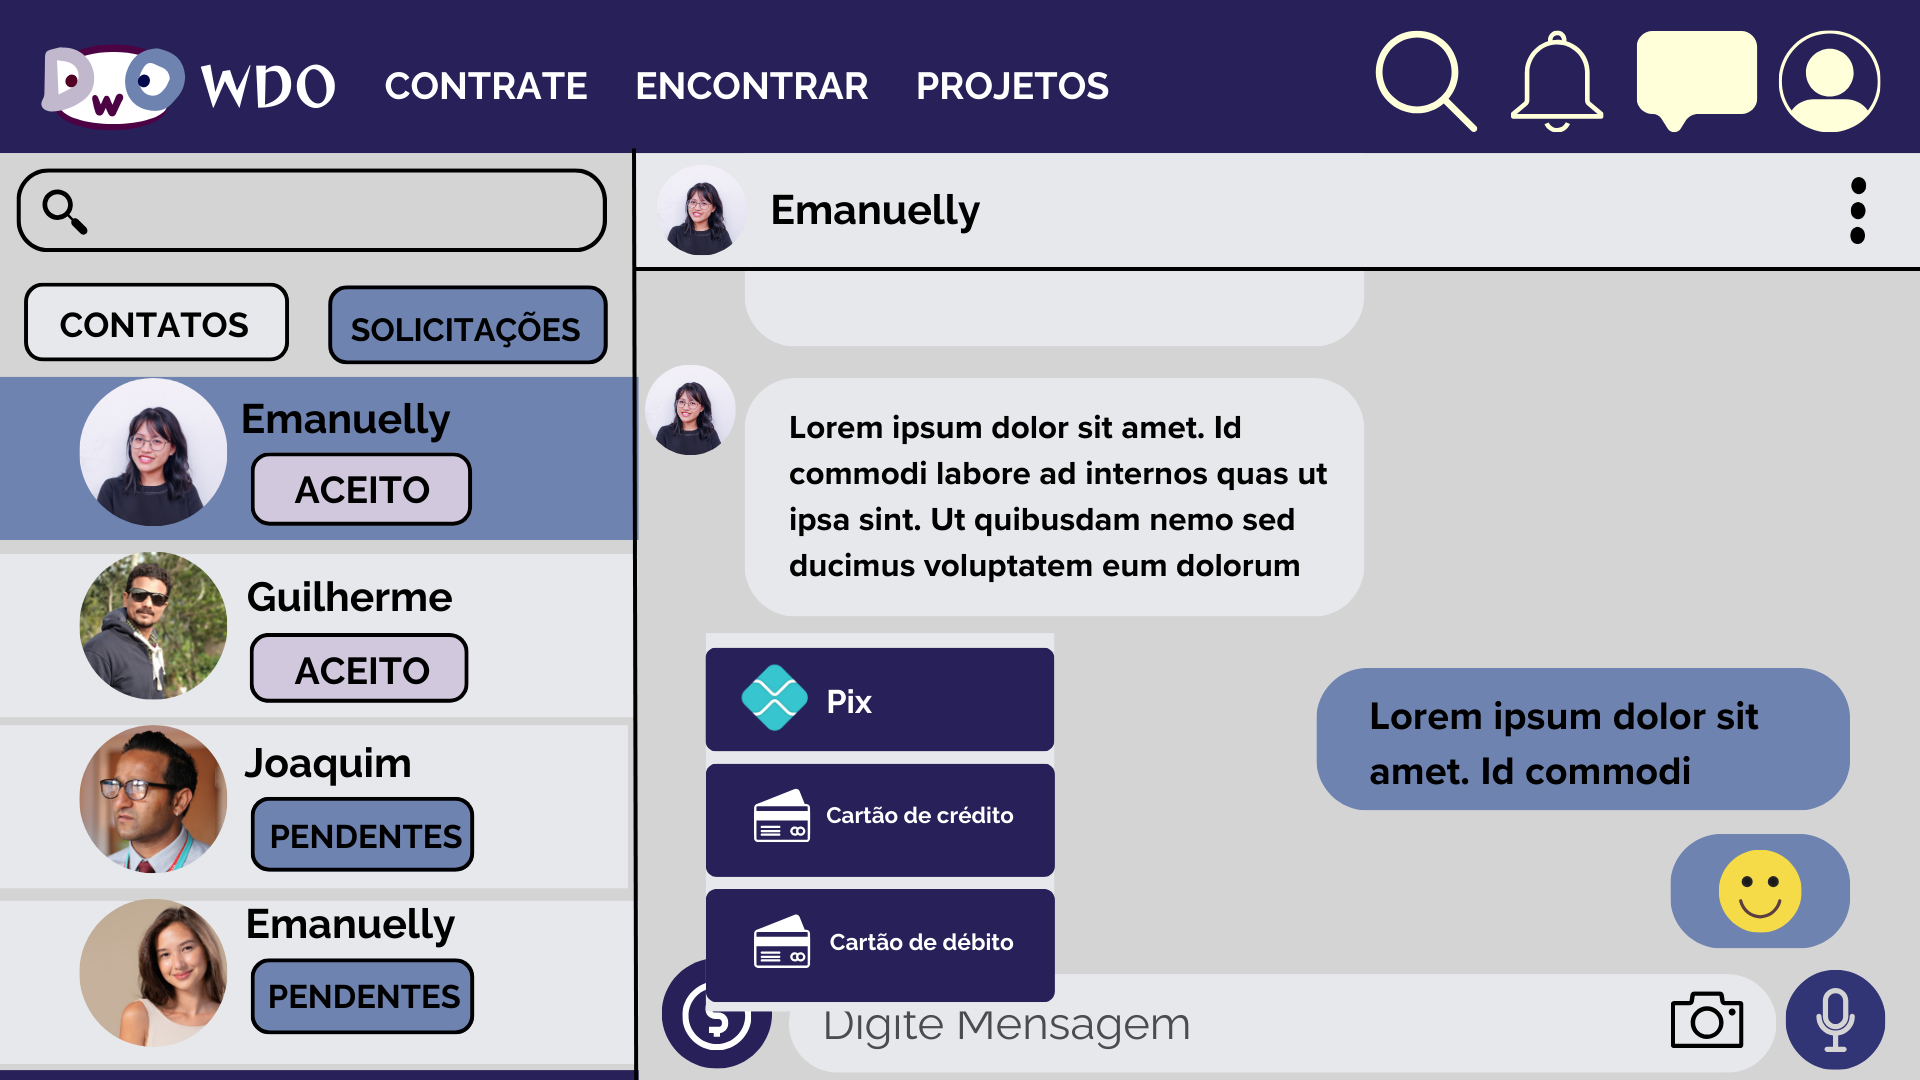 DwO WDO CONTRATE ENCONTRAR PROJETOS
CONTATOS SOLICITAÇÕES
Emanuelly
ACEITO
Guilherme
ACEITO
Joaquim
PENDENTES
Emanuelly
PENDENTES
Emanuelly
Lorem ipsum dolor sit amet. Id
commodi labore ad internos quas ut
ipsa sint. Ut quibusdam nemo sed
ducimus voluptatem eum dolorum
Lorem ipsum dolor sit
amet. Id commodi
Pix
Cartão de crédito
Cartão de débito
$
Digite Mensagem